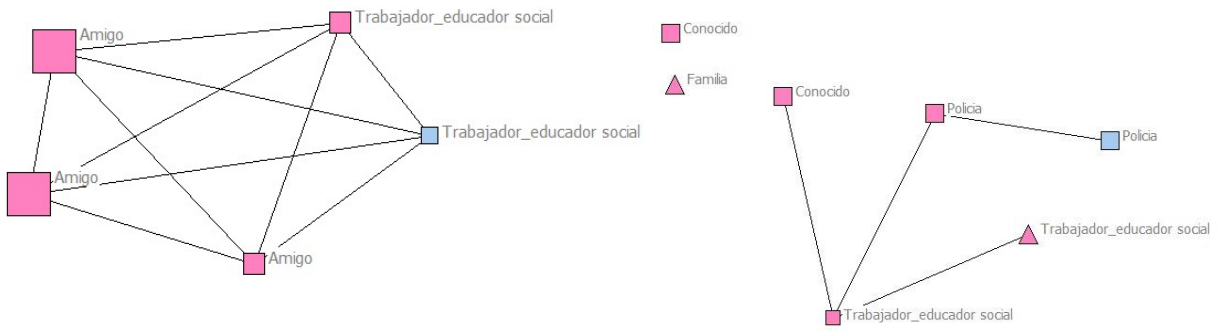 Amigo
Trabajador_educador social
Trabajador_educador social
Amigo
Amigo
Conocido
Familia
Conocido
Policia
Policia
Trabajador_educador social
Trabajador_educador social